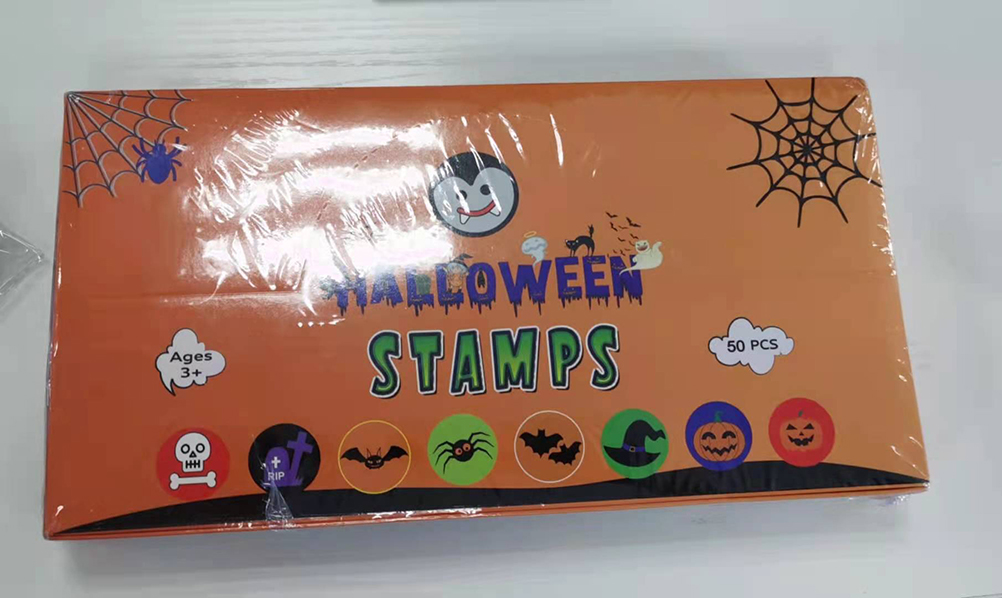 HALLOWEEN
STAMPS
Ages
3+
50 PCS
RIP